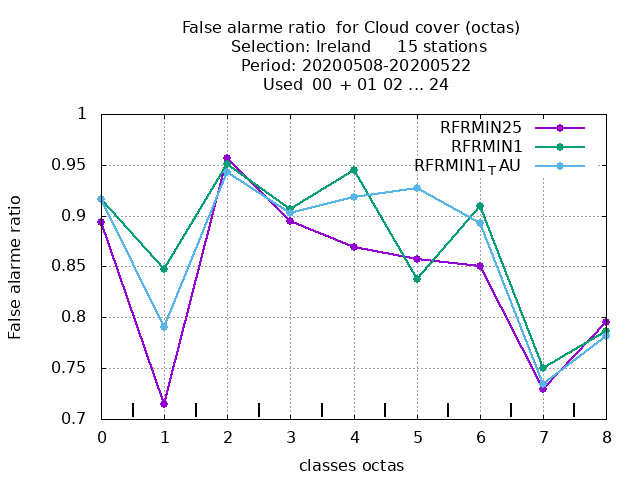 False alarme ratio  for Cloud cover (octas)
Selection: Ireland     15 stations
Period: 20200508-20200522
Used  00 + 01 02 ... 24
RFRMIN25
RFRMIN1
RFRMIN1TAU
False alarme ratio
1
0.95
0.9
0.85
0.8
0.75
0.7
0 1 2 3 4 5 6 7 8
classes octas